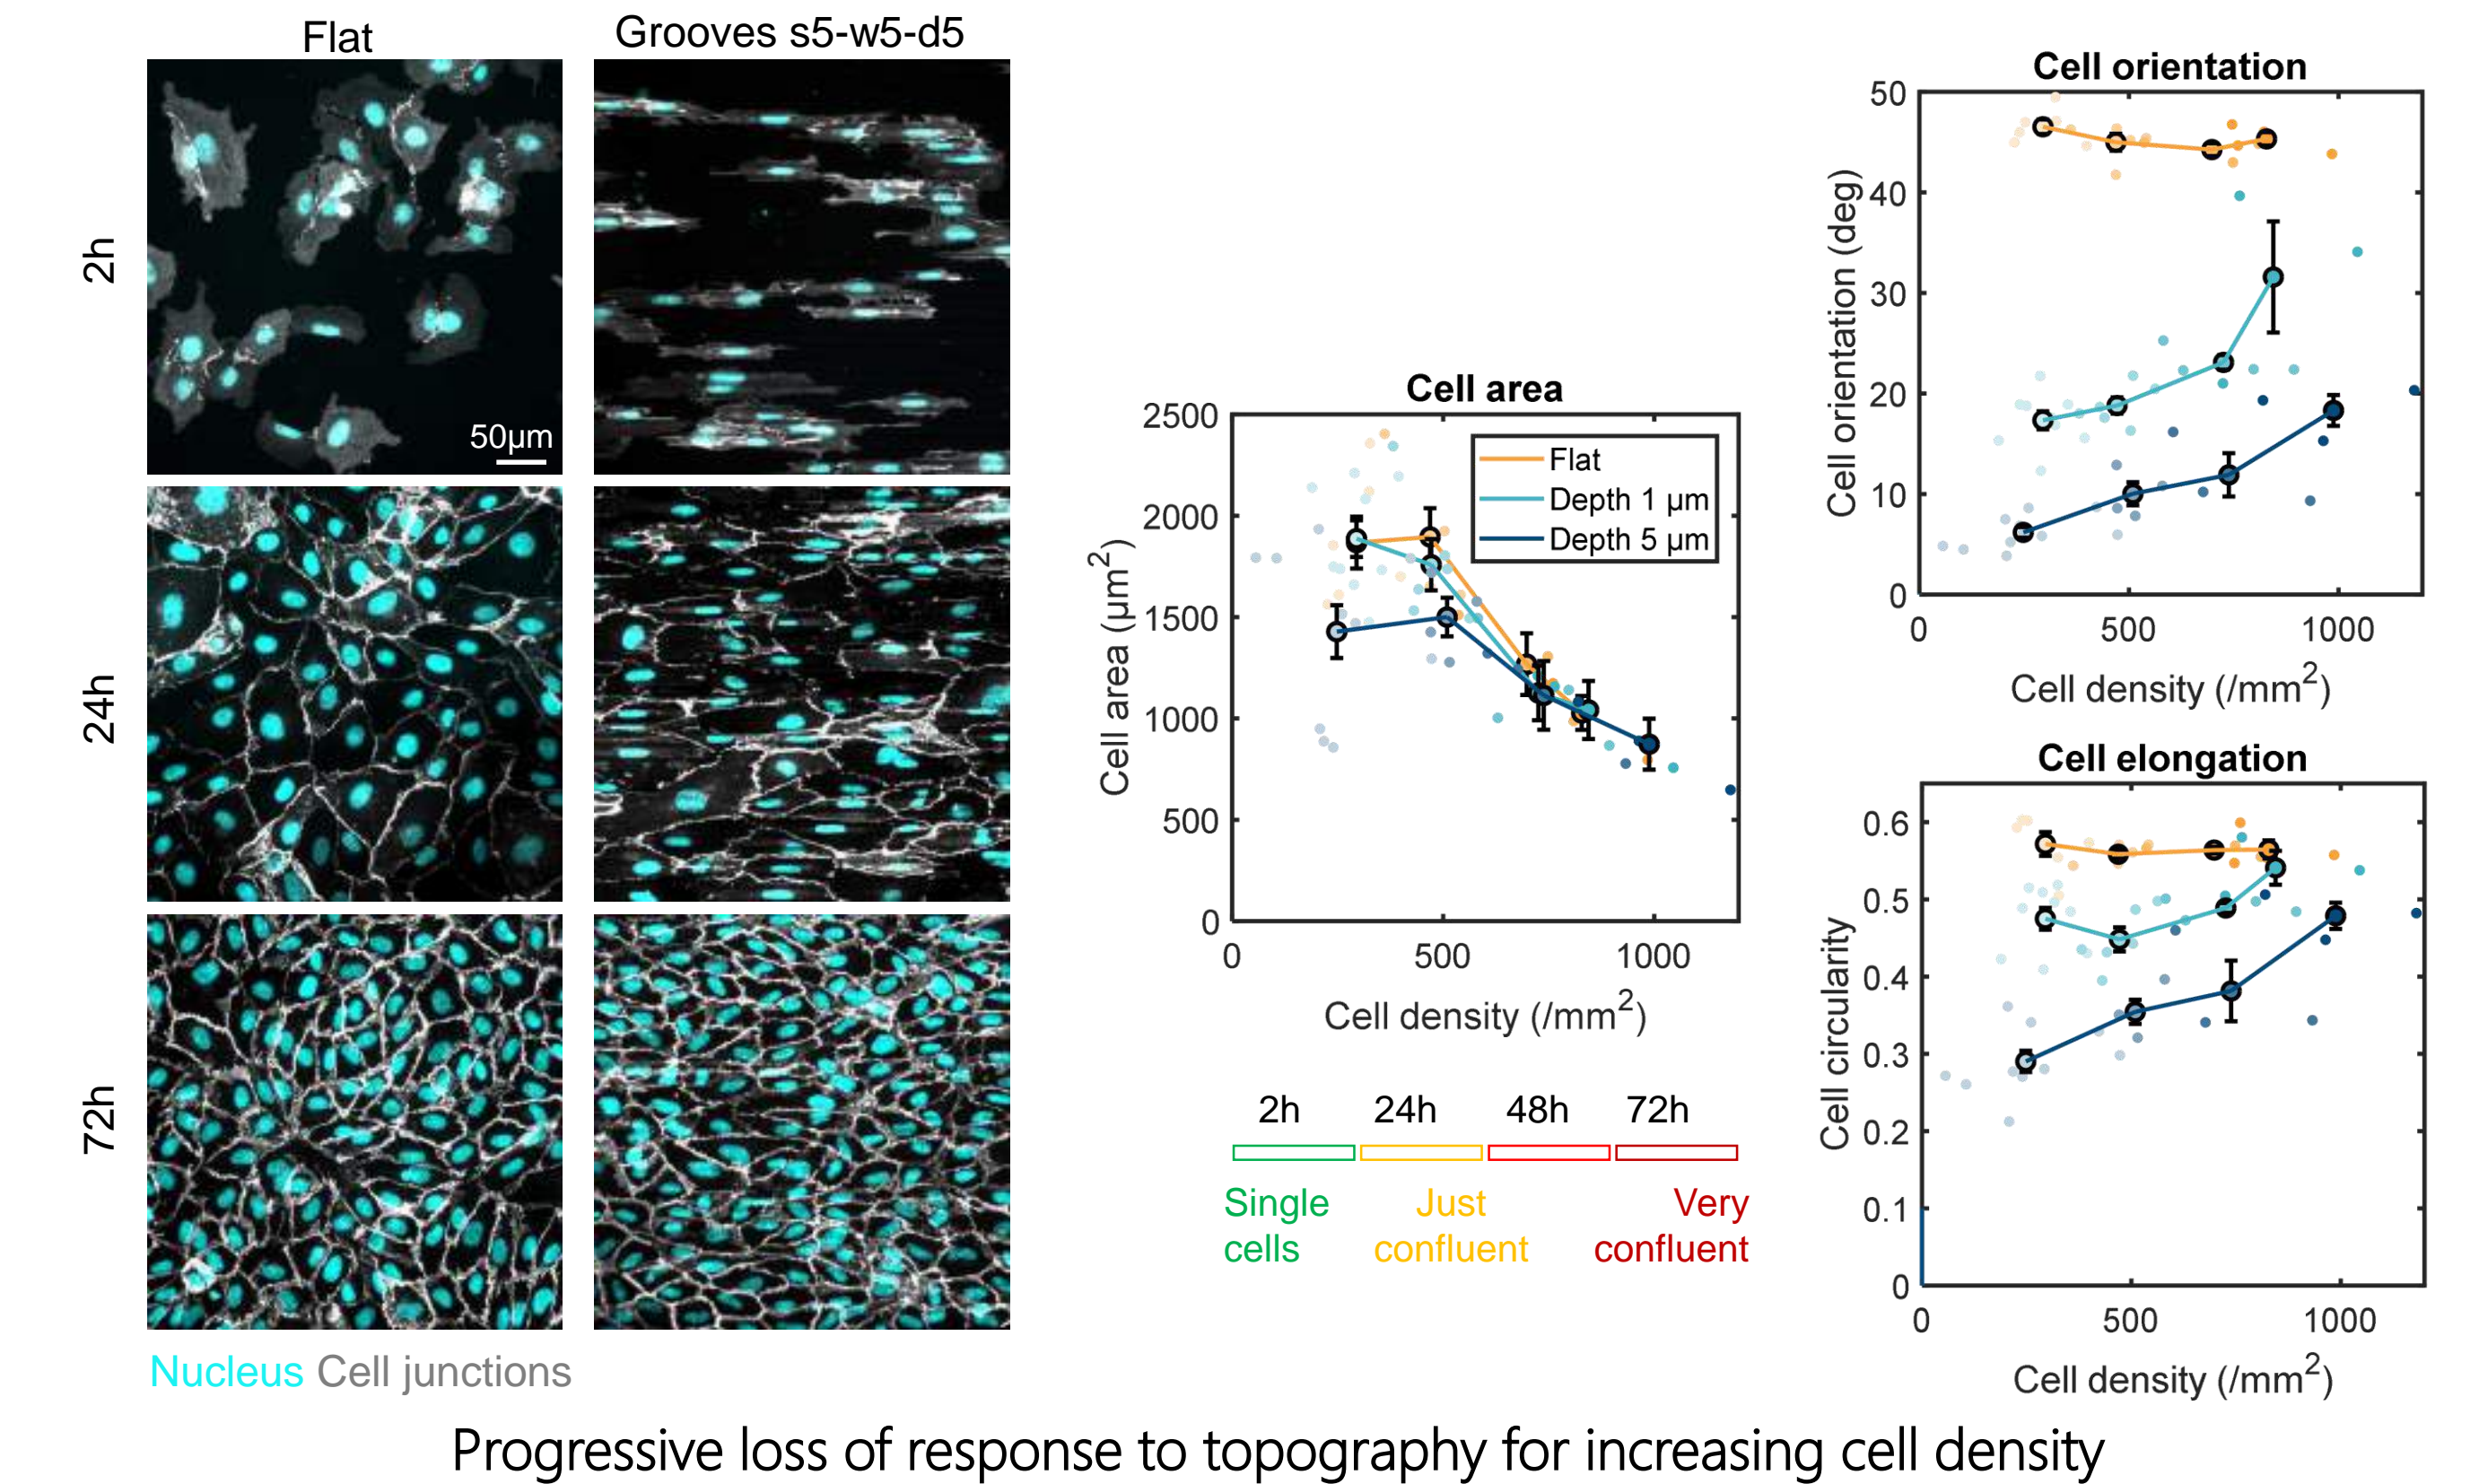 Flat
Grooves s5-w5-d5
2h
50µm
24h
72h
Nucleus Cell junctions
Cell area
Cell area (µm²)
2500
2000
1500
1000
500
0
0 500 1000
Cell density (/mm²)
Flat
Depth 1 µm
Depth 5 µm
2h 24h 48h 72h
Single cells
Just confluent
Very confluent
Cell orientation
Cell orientation (deg)
50
40
30
20
10
0
0 500 1000
Cell density (/mm²)
Cell elongation
Cell circularity
0.6
0.5
0.4
0.3
0.2
0.1
0
0 500 1000
Cell density (/mm²)
Progressive loss of response to topography for increasing cell density